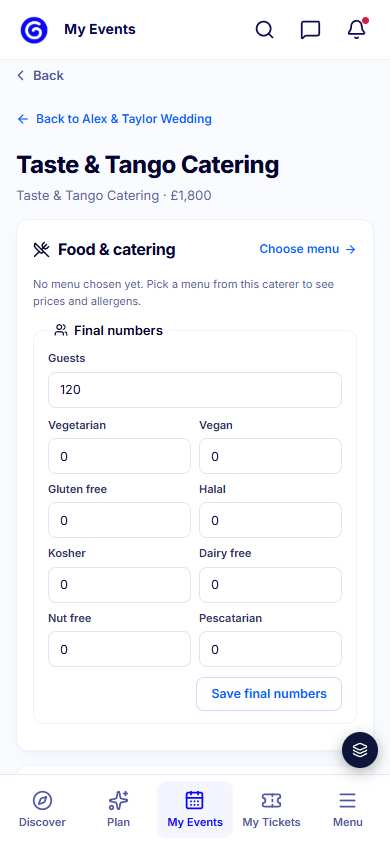 My Events
Back
Back to Alex & Taylor Wedding
Taste & Tango Catering
Taste & Tango Catering · £1,800
Food & catering
Choose menu
No menu chosen yet. Pick a menu from this caterer to see
prices and allergens.
Final numbers
Guests
120
Vegetarian
Vegan
0
0
Gluten free
Halal
0
0
Kosher
Dairy free
0
0
Nut free
Pescatarian
0
0
Save final numbers
Discover
Plan
My Events
My Tickets
Menu